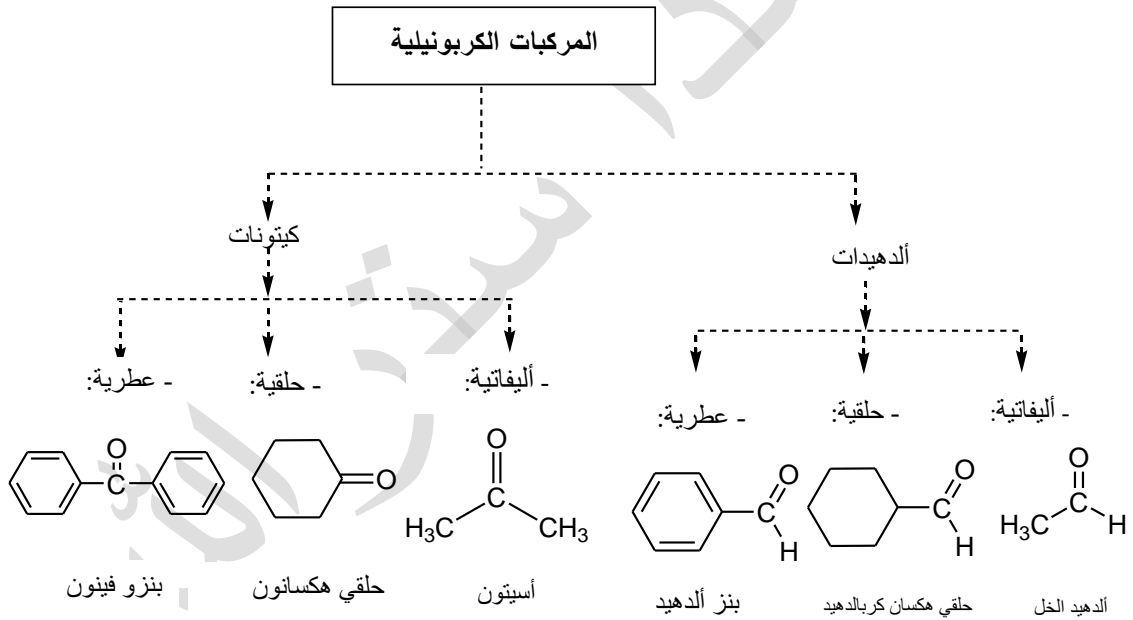 المركبات الكربونيلية
كيتونات
ألدهيدات
- أليفاتية:
- حلقية:
- عطرية:
- أليفاتية:
- حلقية:
- عطرية:
O
C
H
H₃C
O
C
H
O
C
H
O
C
H₃C
CH₃
O
O
C
ألدهيد الخل
حلقي هكسان كربالدهيد
بنز ألدهيد
أسيتون
حلقي هكسانون
بنزو فينون